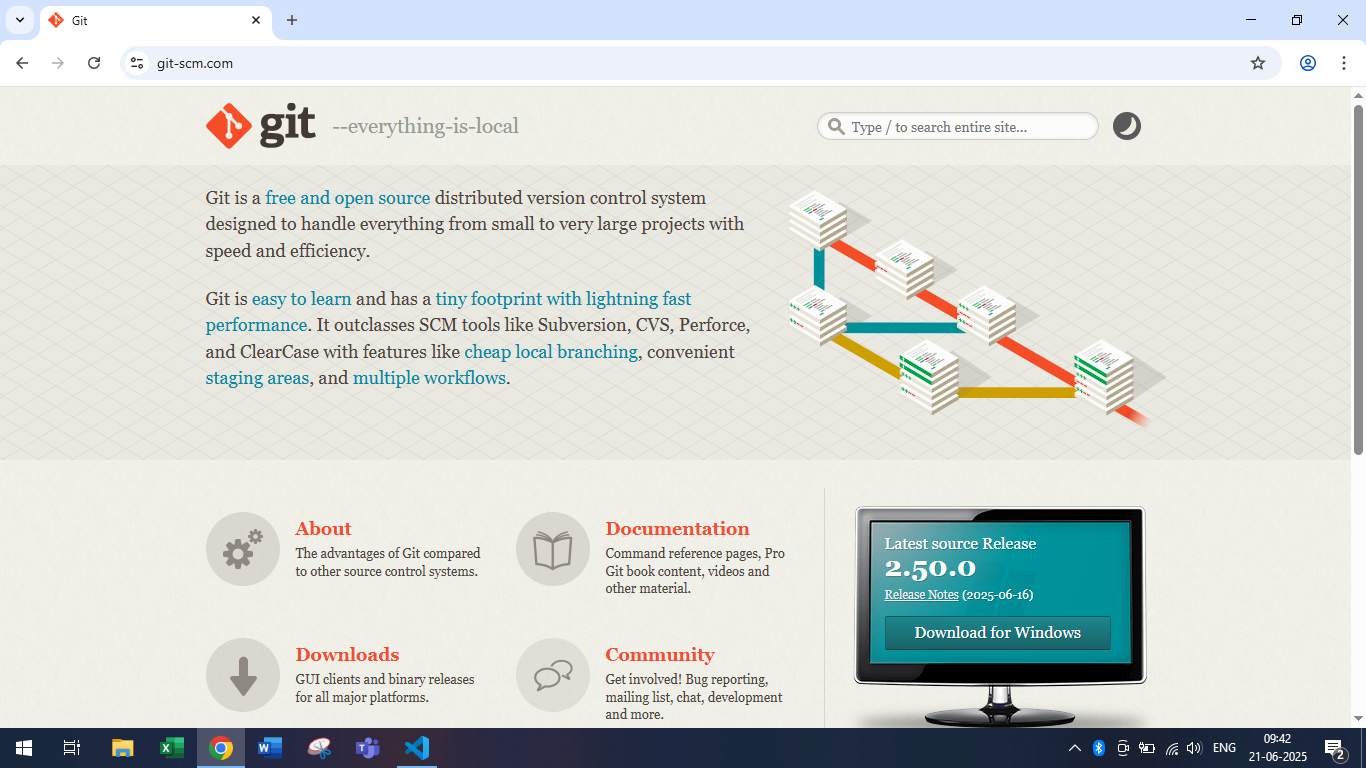 Git
git-scm.com
git --everything-is-local
Type / to search entire site...
Git is a free and open source distributed version control system
designed to handle everything from small to very large projects with
speed and efficiency.
Git is easy to learn and has a tiny footprint with lightning fast
performance. It outclasses SCM tools like Subversion, CVS, Perforce,
and ClearCase with features like cheap local branching, convenient
staging areas, and multiple workflows.
About
The advantages of Git compared
to other source control systems.
Documentation
Command reference pages, Pro
Git book content, videos and
other material.
Downloads
GUI clients and binary releases
for all major platforms.
Community
Get involved! Bug reporting,
mailing list, chat, development
and more.
Latest source Release
2.50.0
Release Notes (2025-06-16)
Download for Windows
ENG
09:42
21-06-2025
2